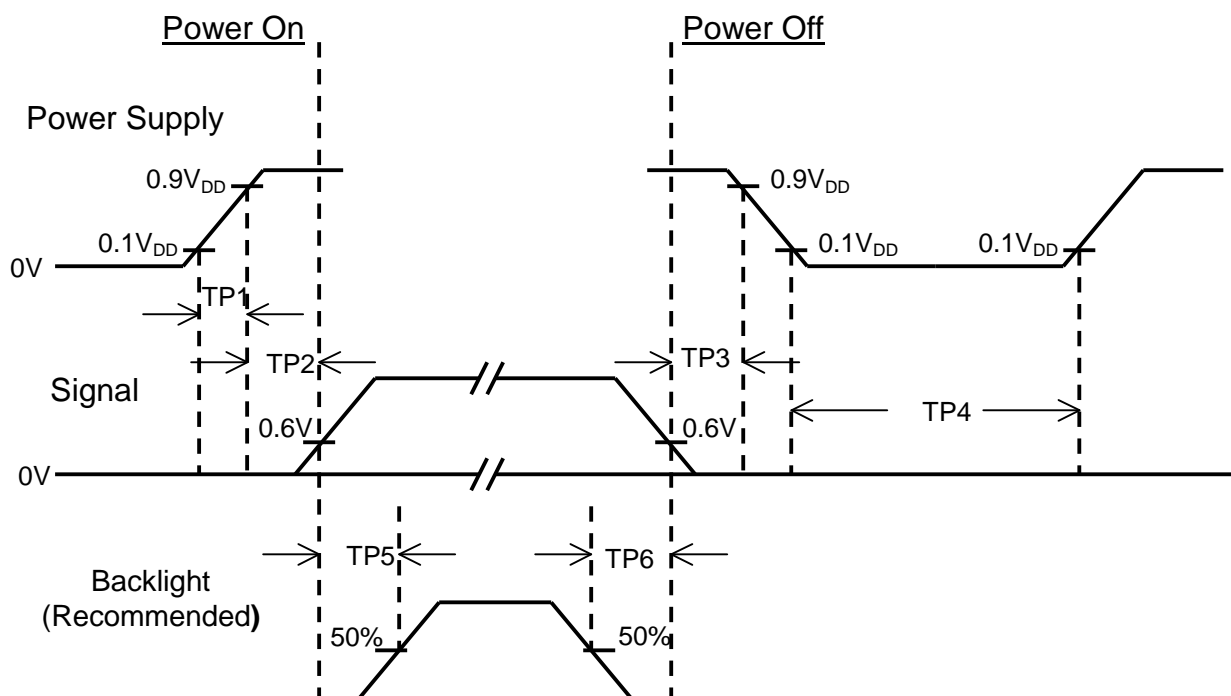 Power On
Power Off
Power Supply
0.9VDD
0.9VDD
0.1VDD
0.1VDD
0.1VDD
0V
TP1
TP2
TP3
Signal
TP4
0.6V
0.6V
0V
TP5
TP6
Backlight
(Recommended)
50%
50%